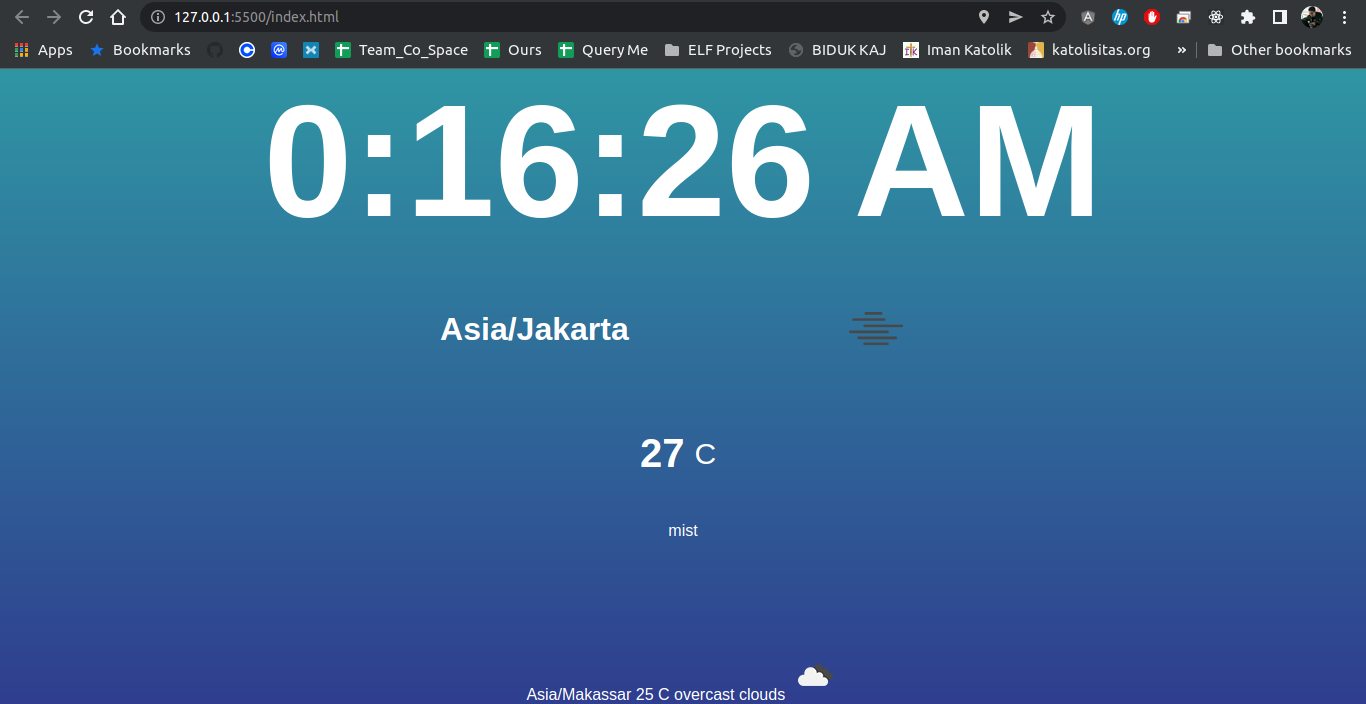 127.0.0.1:5500/index.html
Apps Bookmarks Team_Co_Space Ours Query Me ELF Projects BIDUK KAJ Iman Katolik katolisitas.org » Other bookmarks
0:16:26 AM
Asia/Jakarta
27 C
mist
Asia/Makassar 25 C overcast clouds